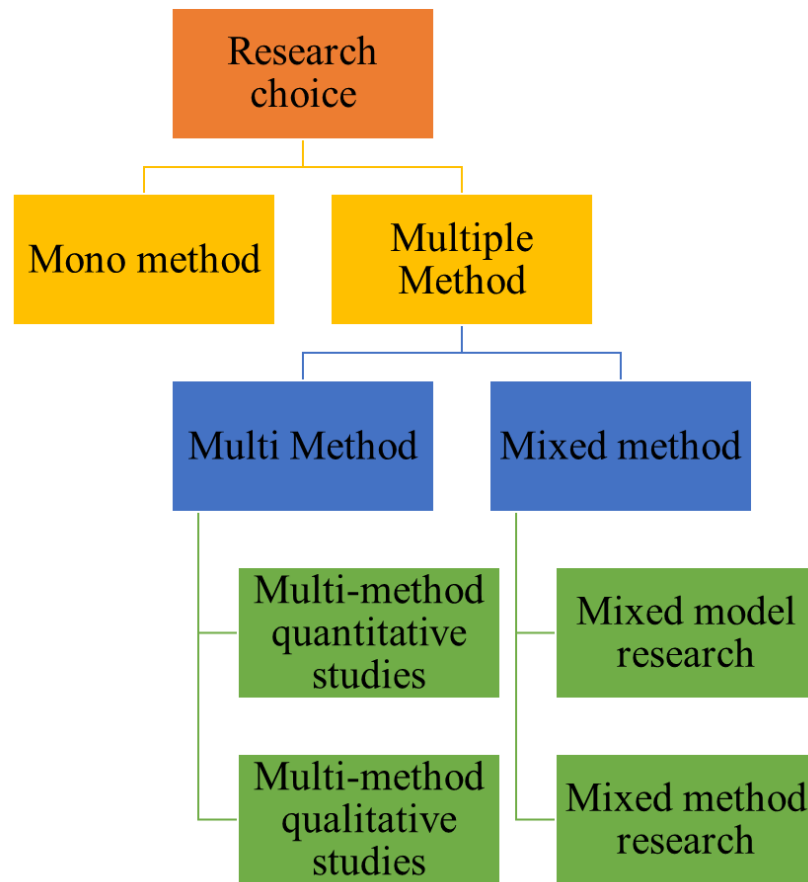 Research
choice
Mono method
Multiple
Method
Multi Method
Mixed method
Multi-method
quantitative
studies
Mixed model
research
Multi-method
qualitative
studies
Mixed method
research